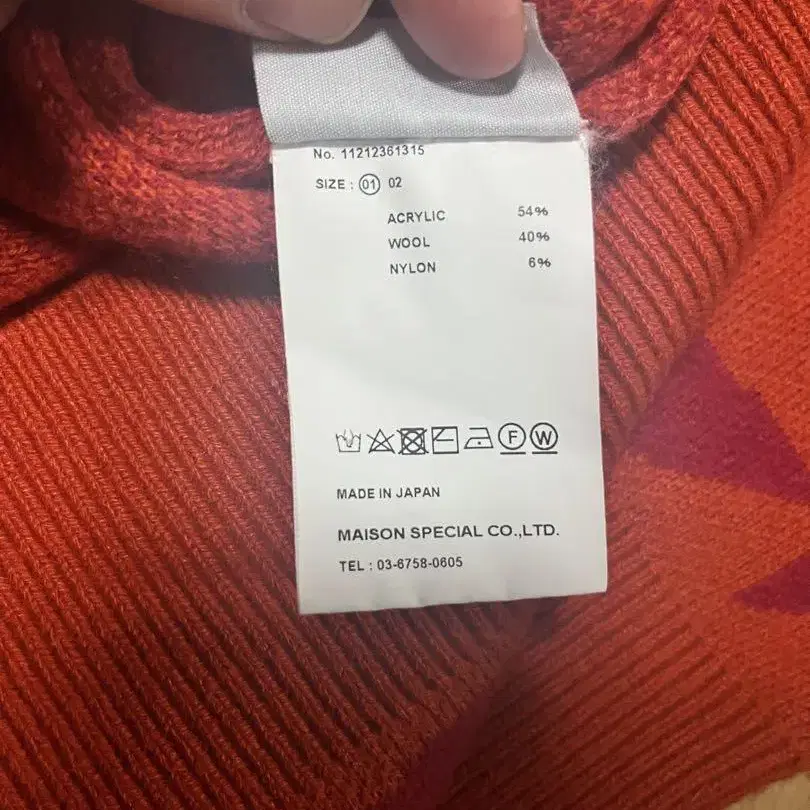 No. 11212361315
SIZE : 01 02
ACRYLIC 54%
WOOL 40%
NYLON 6%
F W
MADE IN JAPAN
MAISON SPECIAL CO.,LTD.
TEL : 03-6758-0605